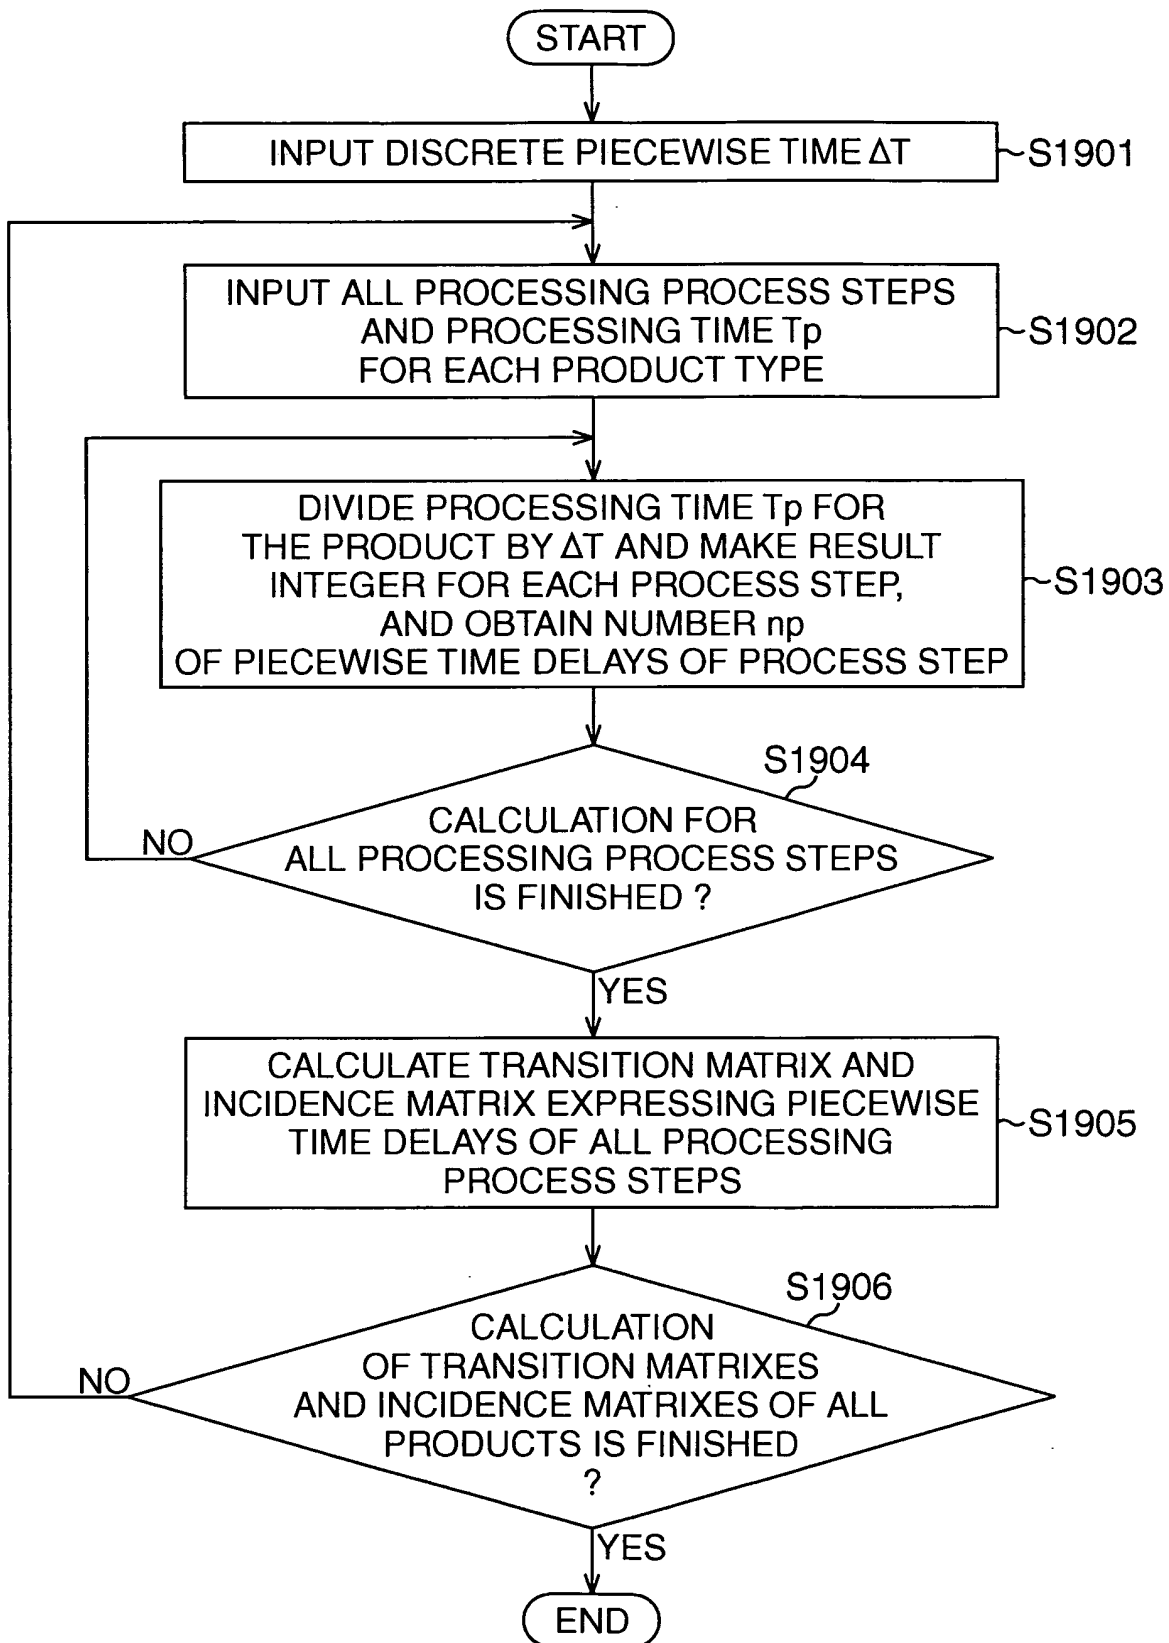 START
INPUT DISCRETE PIECEWISE TIME ΔT
S1901
INPUT ALL PROCESSING PROCESS STEPS
AND PROCESSING TIME Tp
FOR EACH PRODUCT TYPE
S1902
DIVIDE PROCESSING TIME Tp FOR
THE PRODUCT BY ΔT AND MAKE RESULT
INTEGER FOR EACH PROCESS STEP,
AND OBTAIN NUMBER np
OF PIECEWISE TIME DELAYS OF PROCESS STEP
S1903
S1904
CALCULATION FOR
ALL PROCESSING PROCESS STEPS
IS FINISHED ?
NO
YES
CALCULATE TRANSITION MATRIX AND
INCIDENCE MATRIX EXPRESSING PIECEWISE
TIME DELAYS OF ALL PROCESSING
PROCESS STEPS
S1905
S1906
CALCULATION
OF TRANSITION MATRIXES
AND INCIDENCE MATRIXES OF ALL
PRODUCTS IS FINISHED
?
NO
YES
END